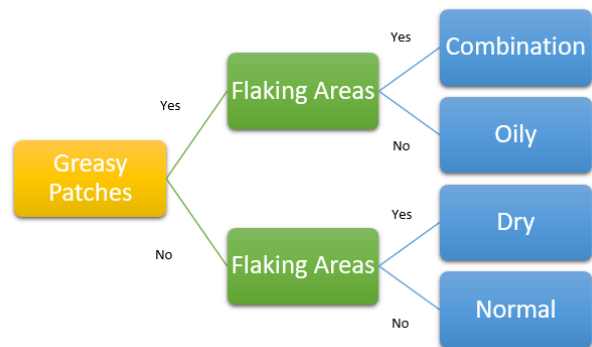 Greasy
Patches
Yes
No
Flaking Areas
Yes
No
Combination
Oily
Flaking Areas
Yes
No
Dry
Normal